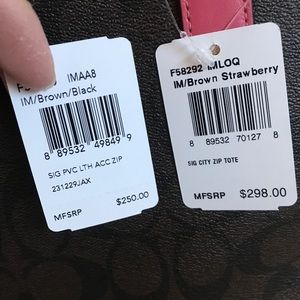 IMAA8
IM/Brown/Black
8 89532 49849 9
SIG PVC LTH ACC ZIP
231229JAX
MFSRP $250.00
F58292 IMLOQ
IM/Brown Strawberry
8 89532 70127 8
SIG CITY ZIP TOTE
MFSRP $298.00